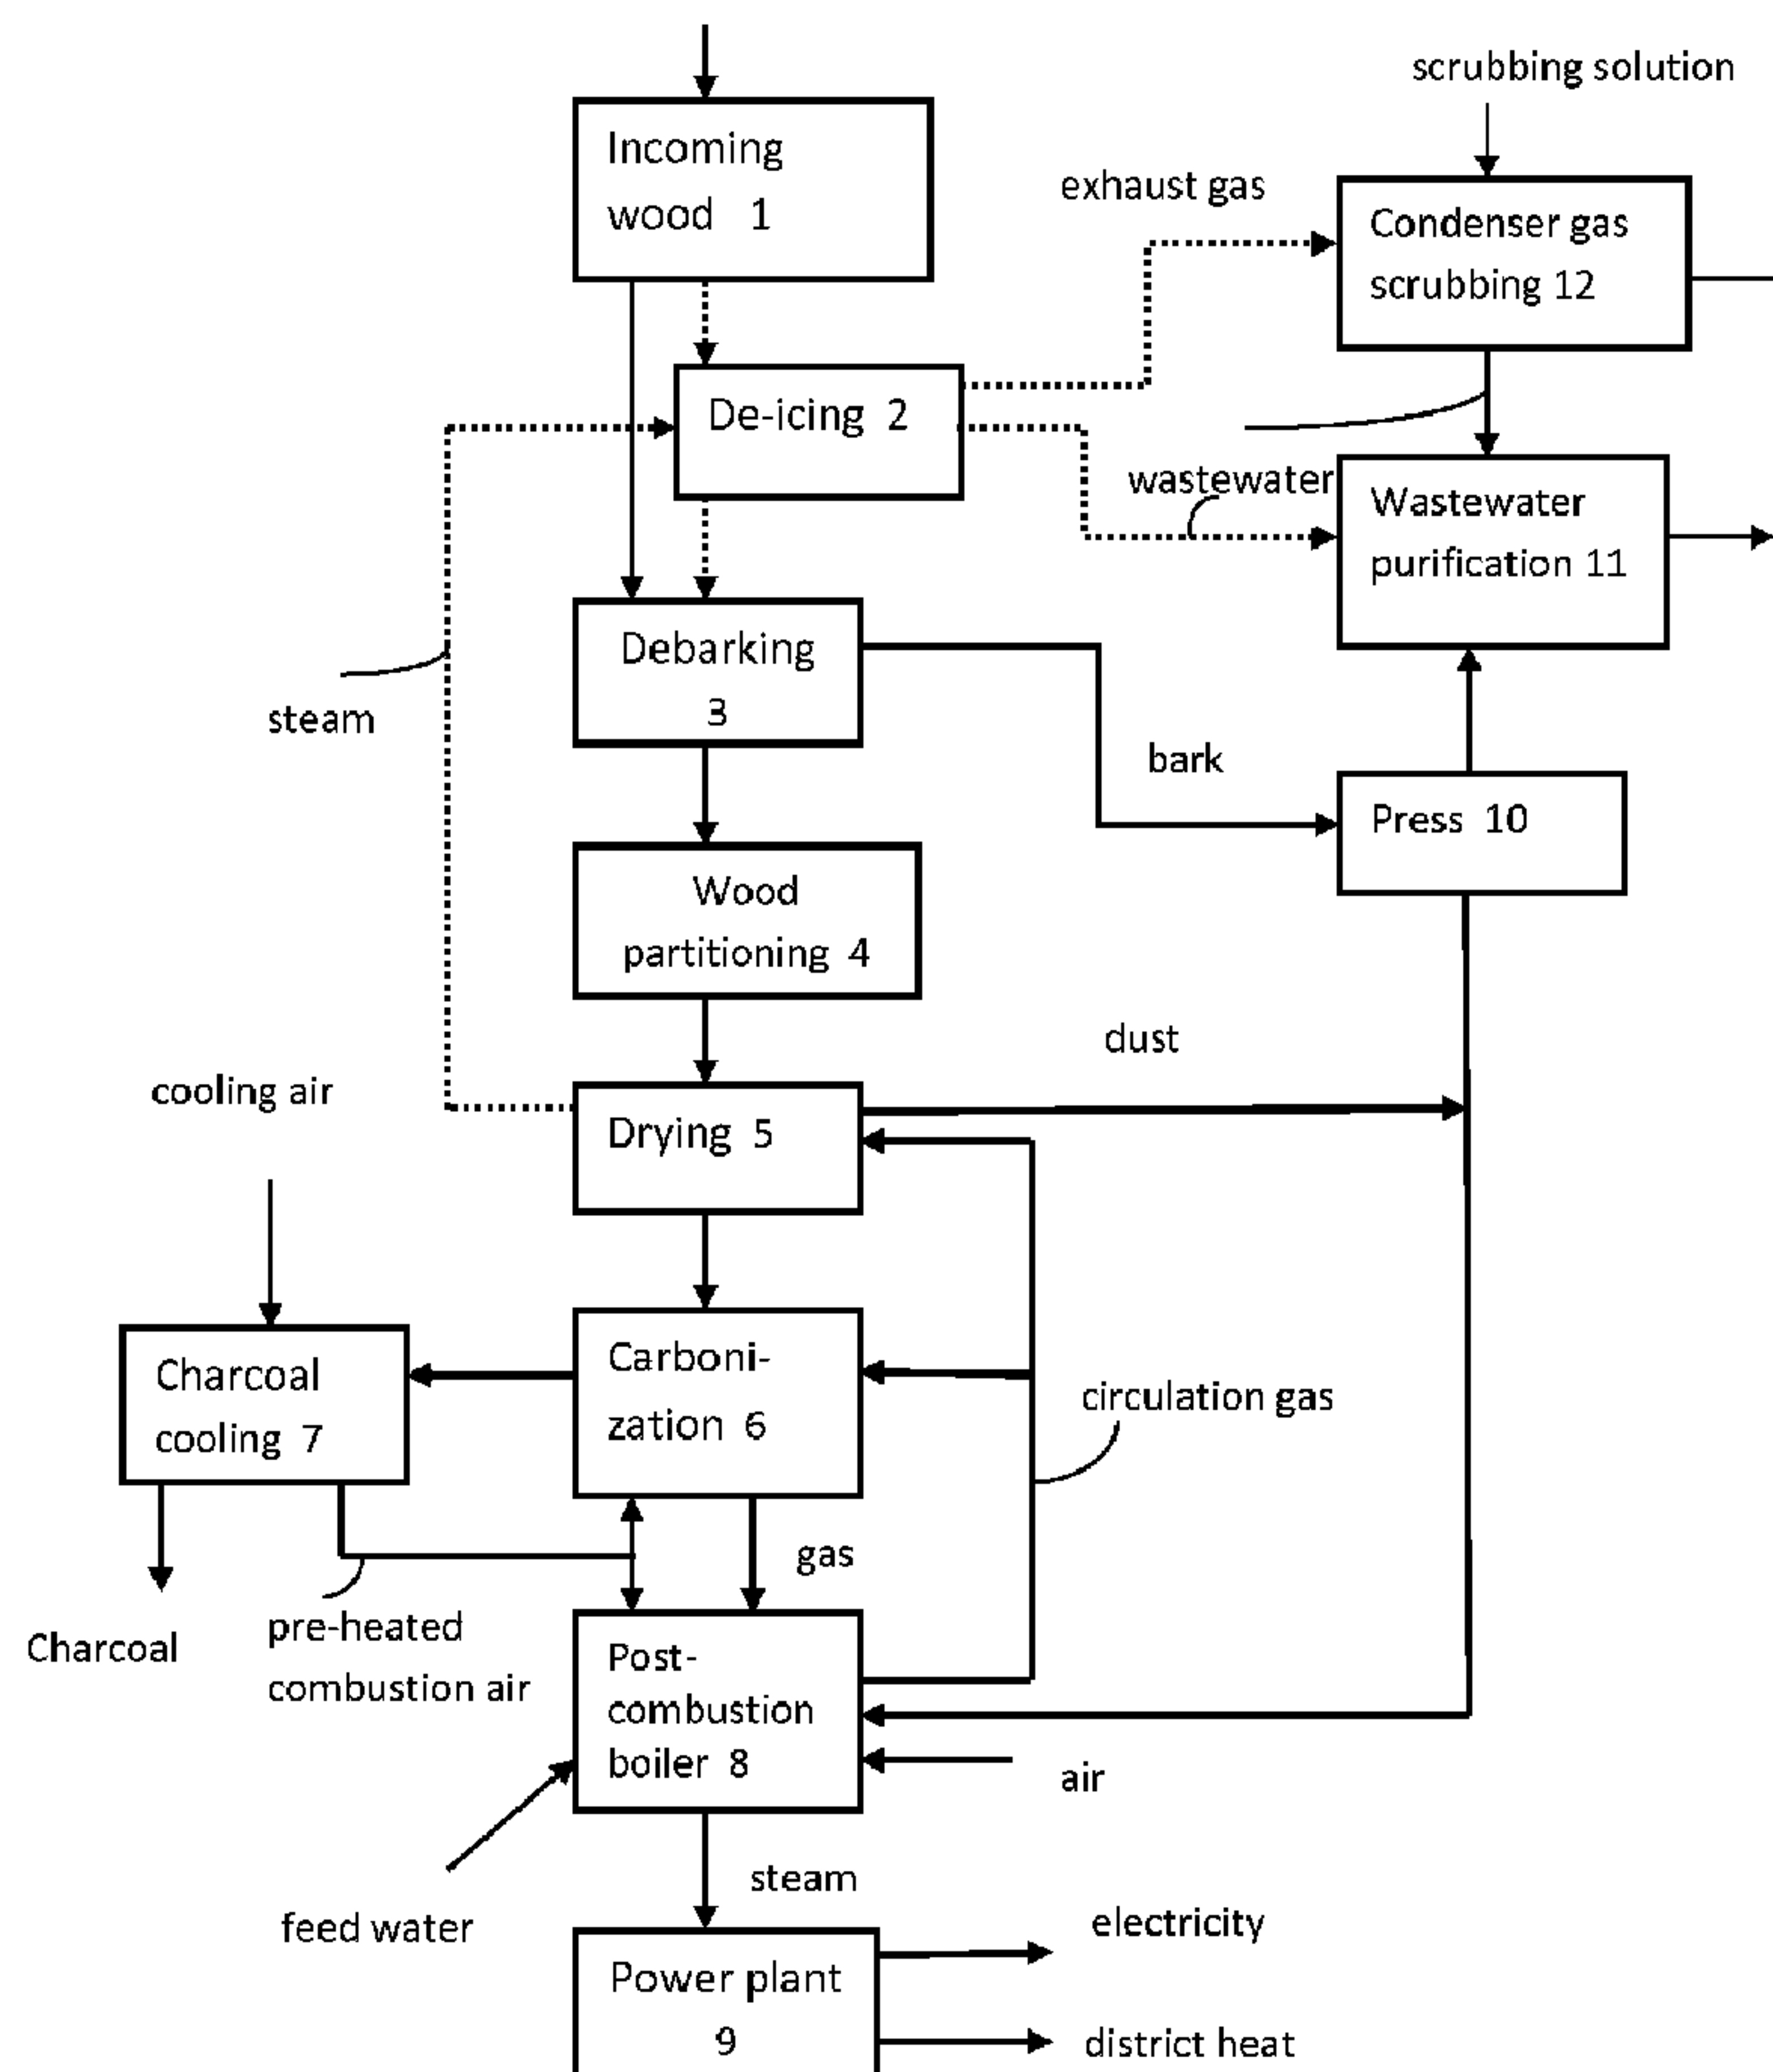 scrubbing solution
Incoming
wood 1
exhaust gas
Condenser gas
scrubbing 12
De-icing 2
wastewater
Wastewater
purification 11
Debarking
3
steam
bark
Press 10
Wood
partitioning 4
dust
cooling air
Drying 5
Carboni-
zation 6
Charcoal
cooling 7
circulation gas
gas
Charcoal
pre-heated
combustion air
Post-
combustion
boiler 8
air
feed water
steam
electricity
Power plant
9
district heat